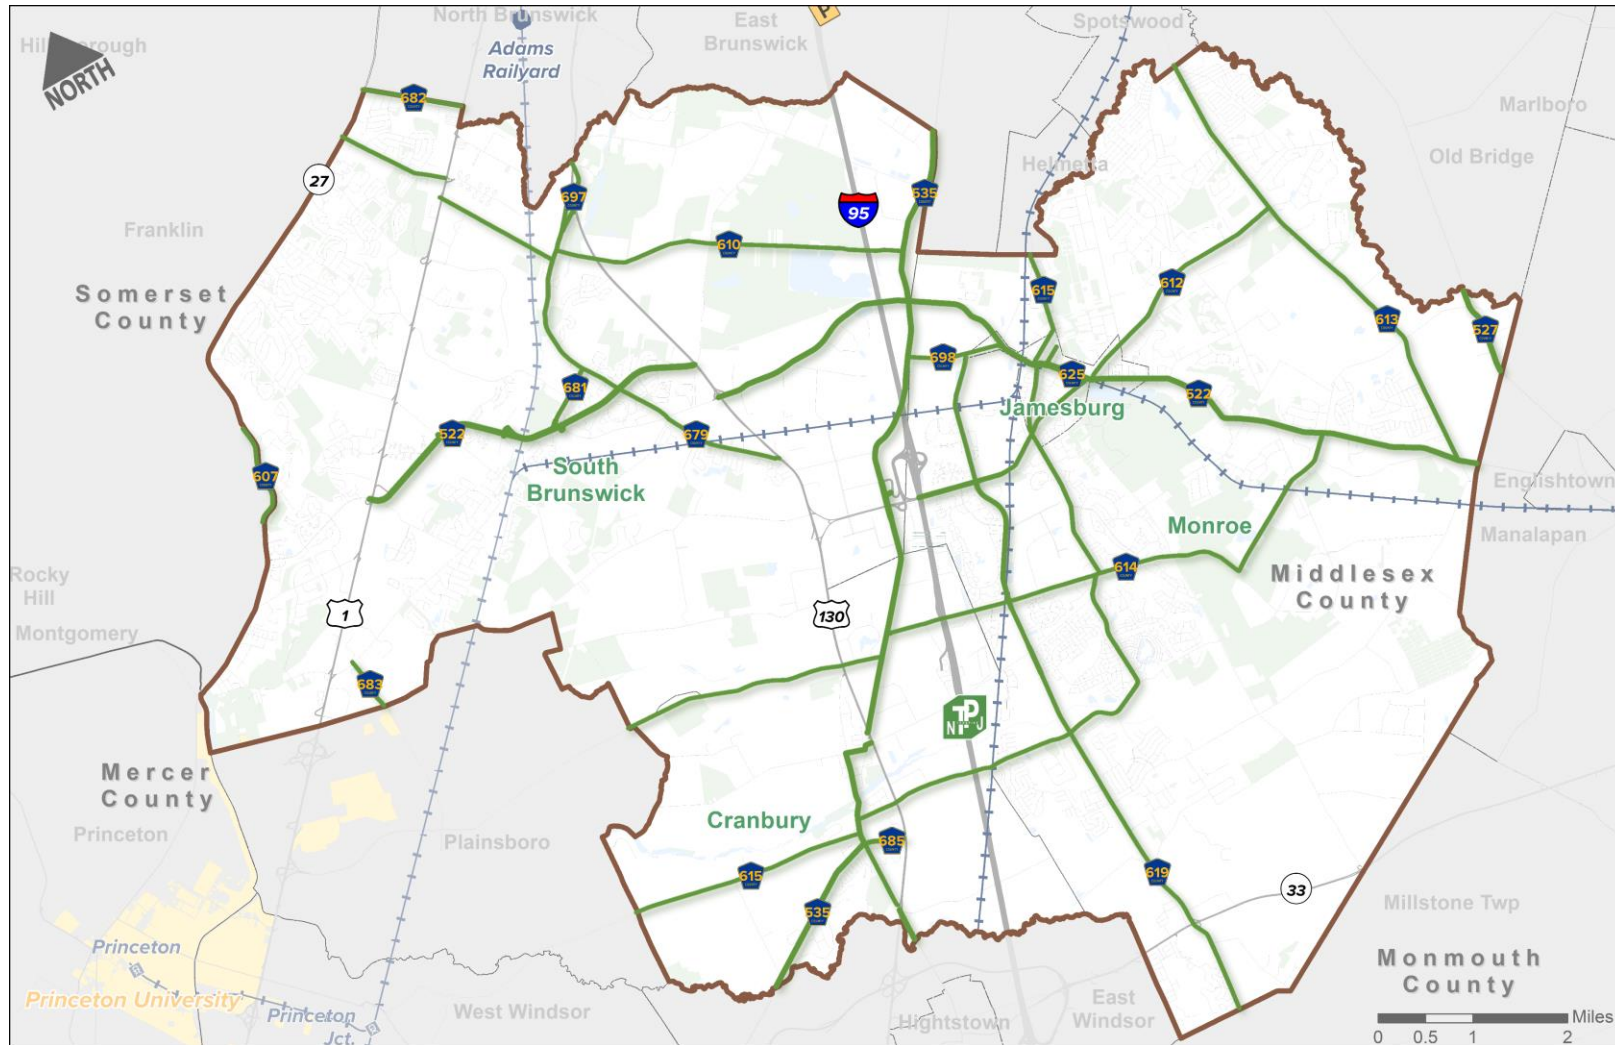 North Brunswick
P
East
Brunswick
Spotswood
Hillsborough
Adams
Railyard
NORTH
682
Marlboro
27
Helmetta
Old Bridge
697
535
95
Franklin
610
615
612
Somerset
County
613
527
698
681
625
522
Jamesburg
522
679
South
Brunswick
607
Englishtown
Monroe
Manalapan
614
Rocky
Hill
Middlesex
County
1
130
Montgomery
683
NTPJ
Mercer
County
Cranbury
Princeton
Plainsboro
685
615
619
33
535
Millstone Twp
Princeton
Monmouth
County
Princeton University
West Windsor
Princeton
Jct.
Hightstown
East
Windsor
Miles
0 0.5 1 2